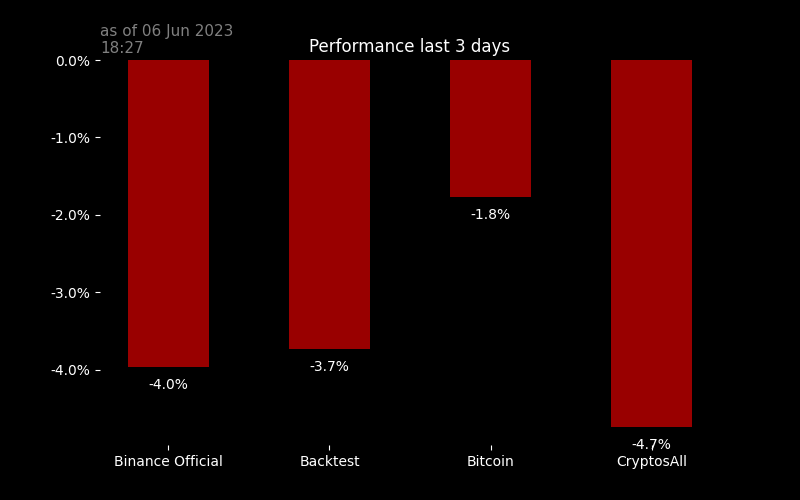 as of 06 Jun 2023
18:27
Performance last 3 days
0.0%
-1.0%
-2.0%
-3.0%
-4.0%
-4.0%
-3.7%
-1.8%
-4.7%
Binance Official
Backtest
Bitcoin
CryptosAll